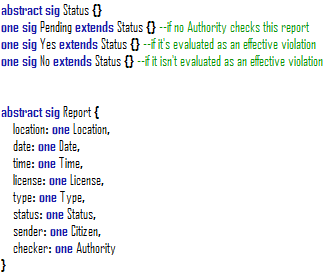 abstract sig Status {}
one sig Pending extends Status {} --if no Authority checks this report
one sig Yes extends Status {} --if it's evaluated as an effective violation
one sig No extends Status {} --if it isn't evaluated as an effective violation
abstract sig Report {
location: one Location,
date: one Date,
time: one Time,
license: one License,
type: one Type,
status: one Status,
sender: one Citizen,
checker: one Authority
}